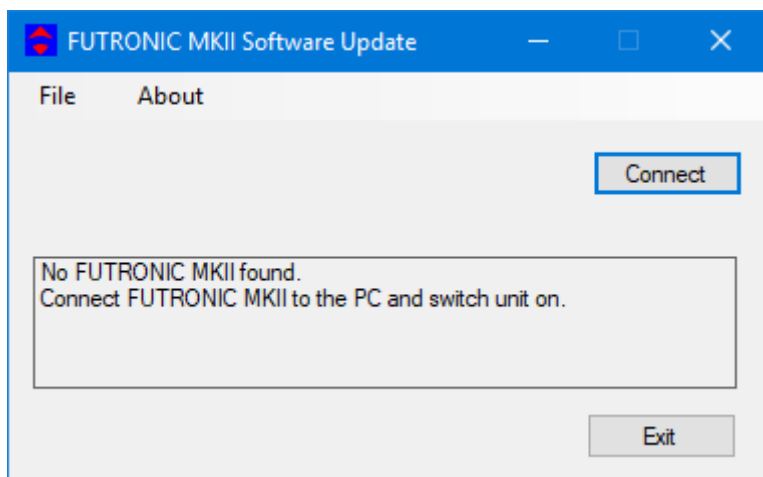 FUTRONIC MKII Software Update
File About
Connect
No FUTRONIC MKII found.
Connect FUTRONIC MKII to the PC and switch unit on.
Exit